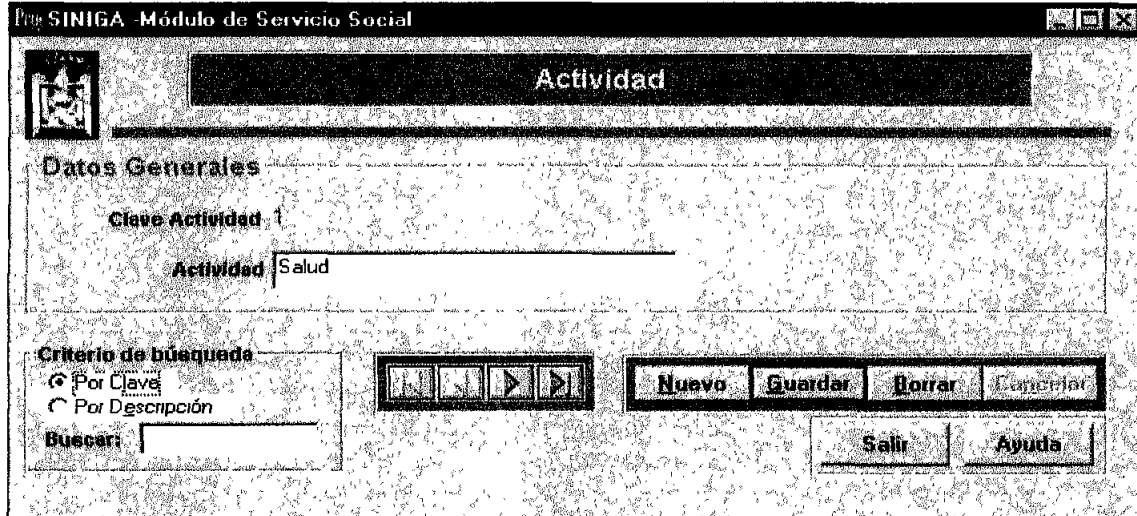 SINIGA -Módulo de Servicio Social
Actividad
Datos Generales
Clave Actividad 1
Actividad Salud
Criterio de búsqueda
Por Clave
Por Descripción
Buscar:
Nuevo Guardar Borrar Cancelar
Salir Ayuda